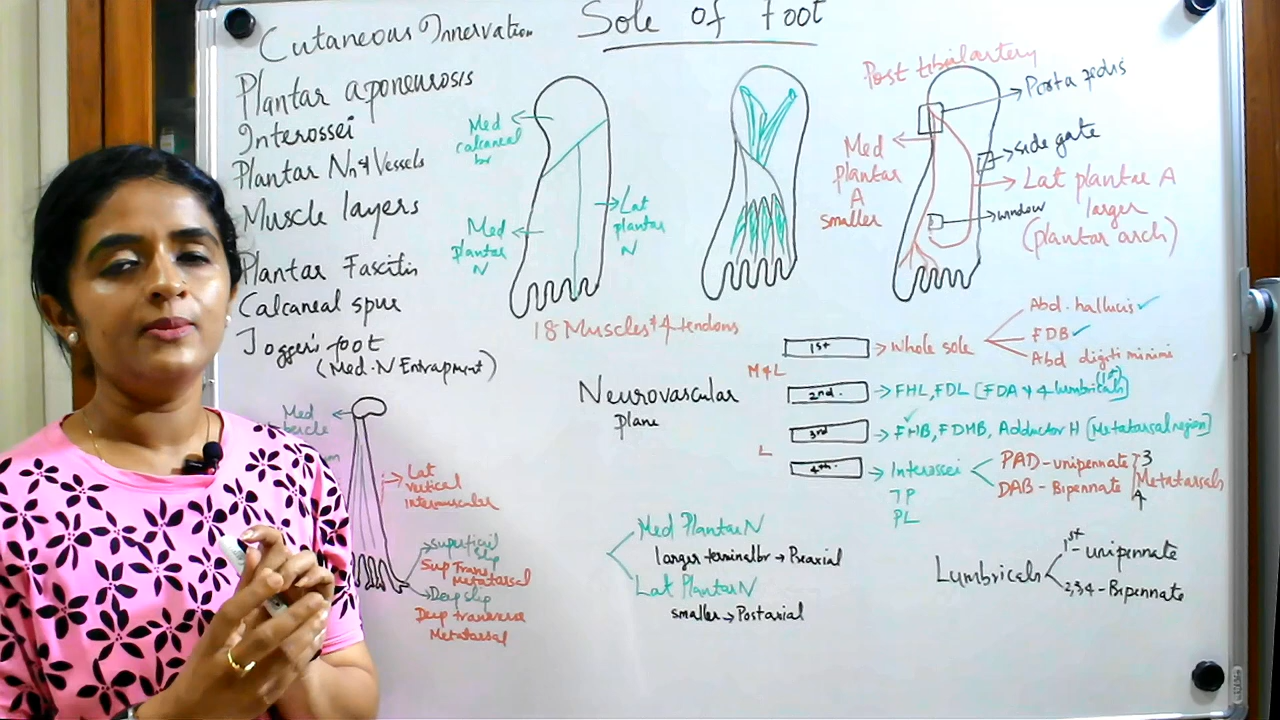 Sole of Foot
Cutaneous Innervation
Plantar aponeurosis
Interossei
Plantar Nn & Vessels
Muscle layers
Plantar Fascitis
Calcaneal spur
Jogger's foot
(Med. N Entrapment)
Med
calcaneal
br
Med
plantar
N
Lat
plantar
N
Post tibial artery
Porta pedis
side gate
Med
plantar
A
smaller
Lat plantar A
larger
(plantar arch)
window
18 Muscles & 4 tendons
Neurovascular
plane
1st
Whole sole
Abd. hallucis ✓
FDB ✓
Abd digiti minimi
M & L
2nd
FHL, FDL [FDA & 4 lumbricals]
(1st)
3rd
✓
FHB, FDMB, Adductor H [Metatarsal region]
L
4th
Interossei
PAD - unipennate
DAB - Bipennate
3
Metatarsals
4
TP
PL
Med
Lat
vertical
intermuscular
superficial
slip
Sup Trans
Metatarsal
Deep slip
Deep transverse
Metatarsal
Med Plantar N
larger terminal br → Preaxial
Lat Plantar N
smaller → Postaxial
Lumbricals
1st - unipennate
2,3,4 - Bipennate